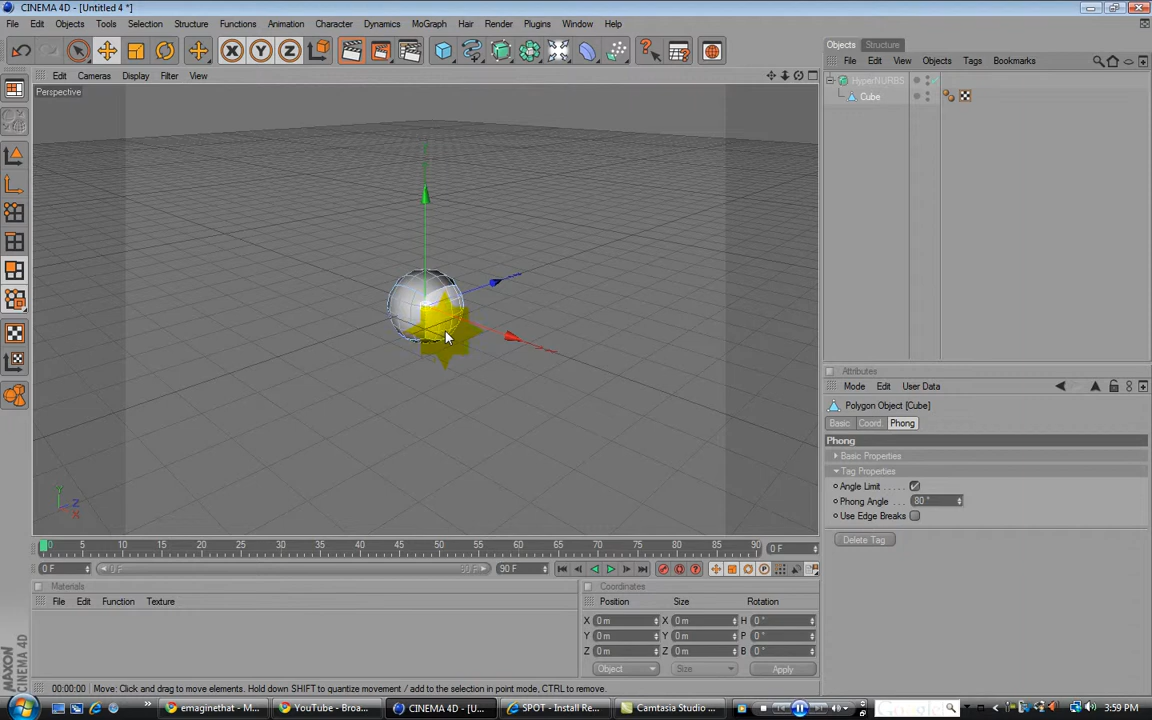 CINEMA 4D - [Untitled 4 *]
File Edit Objects Tools Selection Structure Functions Animation Character Dynamics MoGraph Hair Render Plugins Window Help
X Y Z
Objects Structure
File Edit View Objects Tags Bookmarks
Edit Cameras Display Filter View
Perspective
HyperNURBS
Cube
Attributes
Mode Edit User Data
Polygon Object [Cube]
Basic Coord. Phong
Phong
Basic Properties
Tag Properties
Angle Limit
Phong Angle 80 °
Use Edge Breaks
Delete Tag
Y Z X
0 5 10 15 20 25 30 35 40 45 50 55 60 65 70 75 80 85 90 0 F
0 F 0 F 90 F 90 F
Materials
File Edit Function Texture
Coordinates
Position Size Rotation
X 0 m X 0 m H 0 °
Y 0 m Y 0 m P 0 °
Z 0 m Z 0 m B 0 °
Object Size Apply
MAXON CINEMA 4D
00:00:00 Move: Click and drag to move elements. Hold down SHIFT to quantize movement / add to the selection in point mode, CTRL to remove.
emaginethat - M... YouTube - Broa... CINEMA 4D - [U... SPOT - Install Re... Camtasia Studio ... 3:59 PM